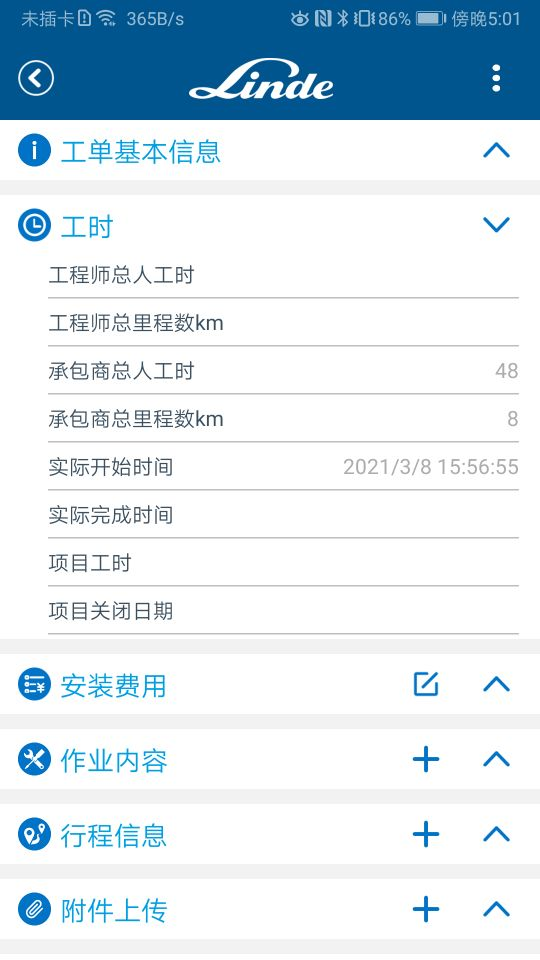 未插卡 365B/s 86% 傍晚5:01
Linde
工单基本信息
工时
工程师总人工时
工程师总里程数km
承包商总人工时 48
承包商总里程数km 8
实际开始时间 2021/3/8 15:56:55
实际完成时间
项目工时
项目关闭日期
安装费用
作业内容
行程信息
附件上传